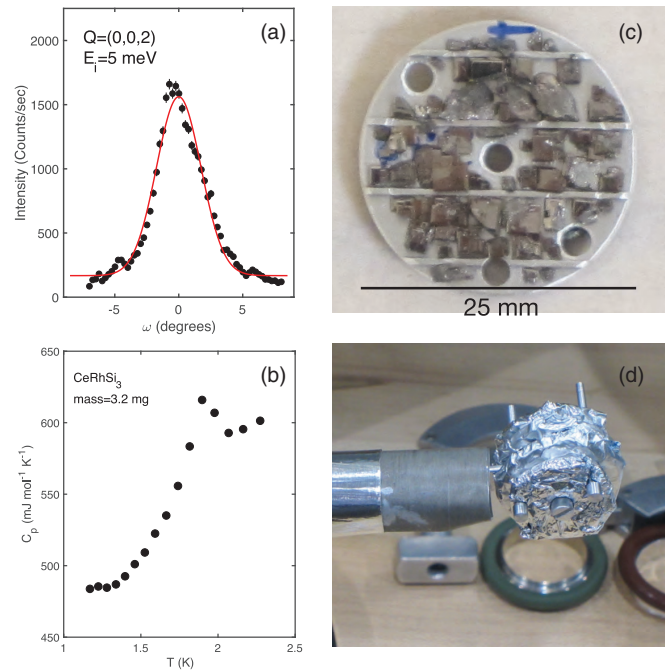 (a)
Q=(0,0,2)
E_i=5 meV
Intensity (Counts/sec)
2000
1500
1000
500
0
-5 0 5
ω (degrees)
(b)
CeRhSi₃
mass=3.2 mg
C_p (mJ mol⁻¹ K⁻¹)
650
600
550
500
450
1 1.5 2 2.5
T (K)
(c)
25 mm
(d)